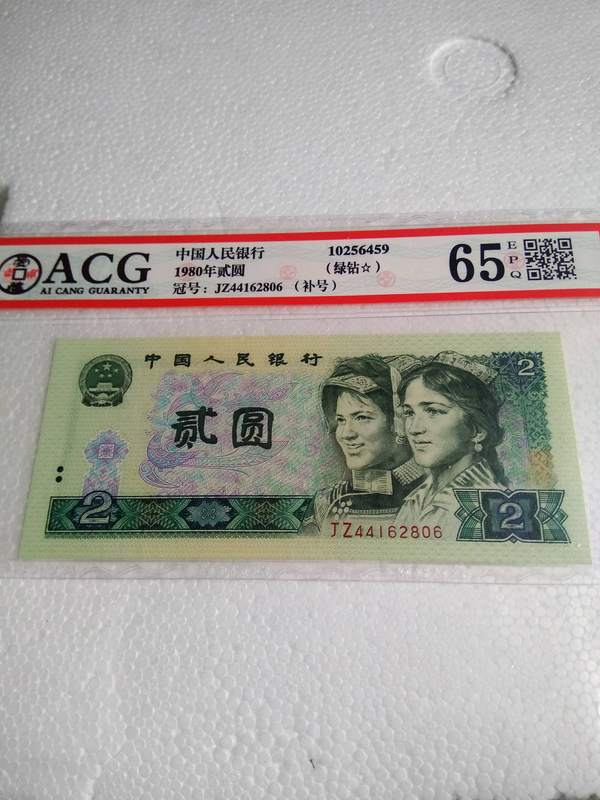 ACG
AI CANG GUARANTY
中国人民银行 10256459
1980年贰圆 （绿钻☆）
冠号：JZ44162806 （补号）
65 EPQ
中国人民银行
贰圆
2
2
2
JZ44162806